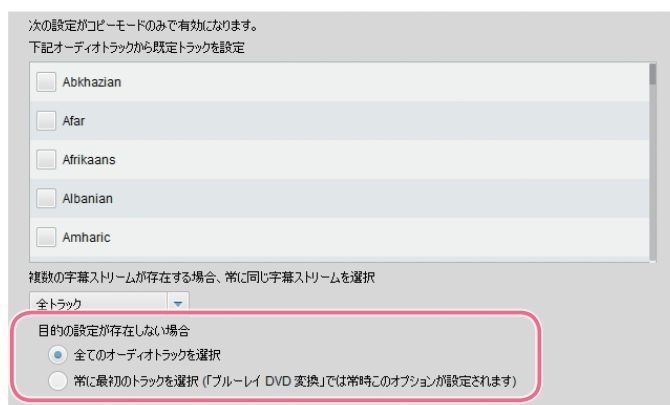 次の設定がコピーモードのみで有効になります。
下記オーディオトラックから既定トラックを設定
Abkhazian
Afar
Afrikaans
Albanian
Amharic
複数の字幕ストリームが存在する場合、常に同じ字幕ストリームを選択
全トラック
目的の設定が存在しない場合
全てのオーディオトラックを選択
常に最初のトラックを選択 (「ブルーレイ DVD 変換」では常時このオプションが設定されます)